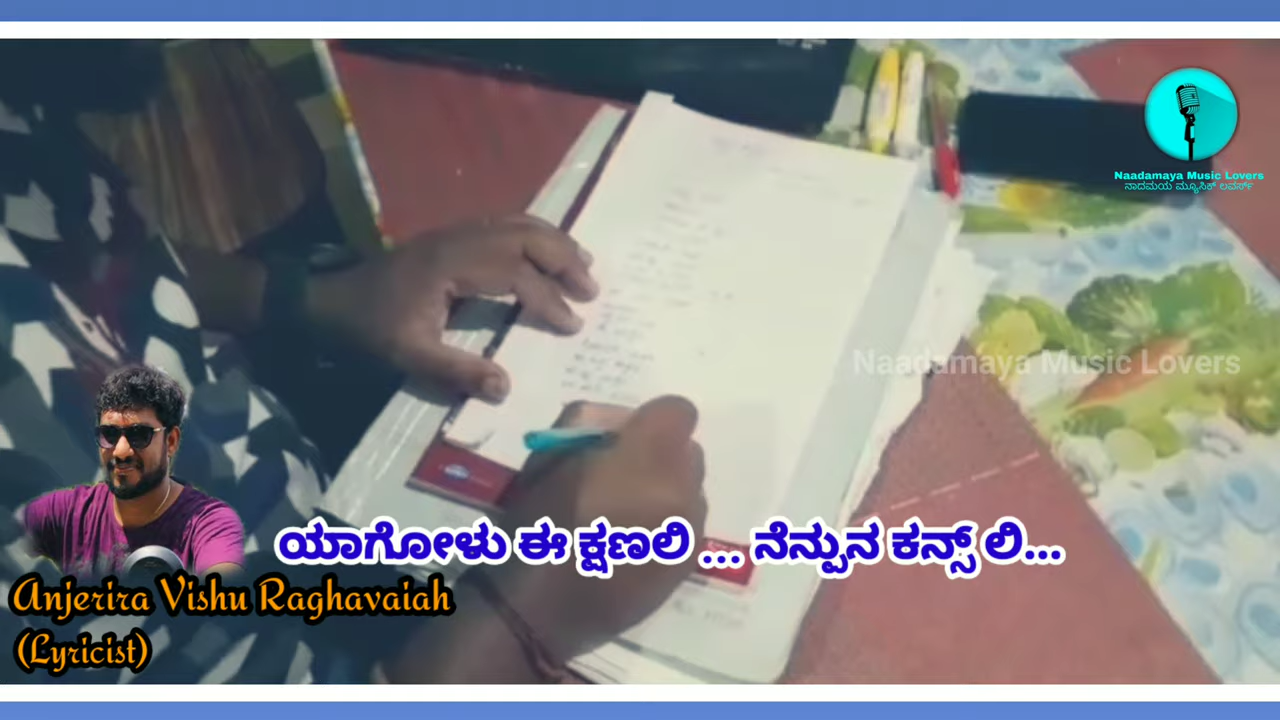 Naadamaya Music Lovers
ನಾದಮಯ ಮ್ಯೂಸಿಕ್ ಲವರ್ಸ್
Naadamaya Music Lovers
ಯಾಗೋಳು ಈ ಕ್ಷಣಲಿ ... ನೆನ್ಪುನ ಕನ್ಸ್ ಲಿ...
Anjerira Vishu Raghavaiah
(Lyricist)